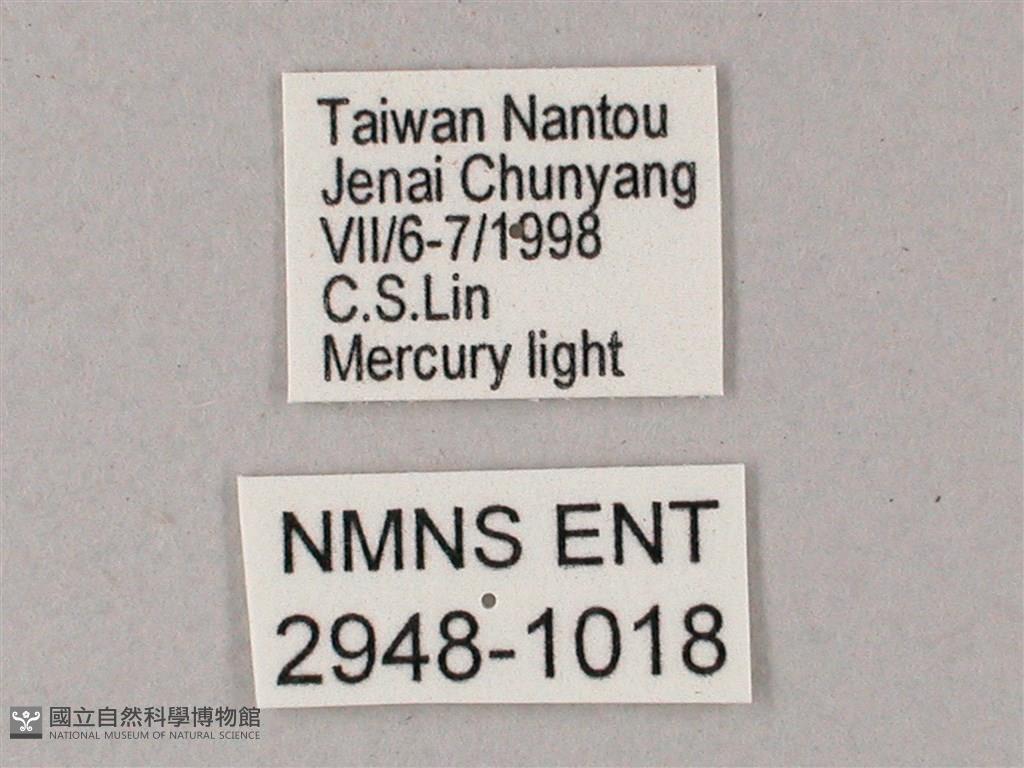 Taiwan Nantou
Jenai Chunyang
VII/6-7/1998
C.S.Lin
Mercury light
NMNS ENT
2948-1018
國立自然科學博物館
NATIONAL MUSEUM OF NATURAL SCIENCE